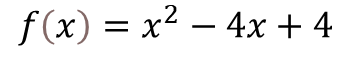 f(x) = x² − 4x + 4